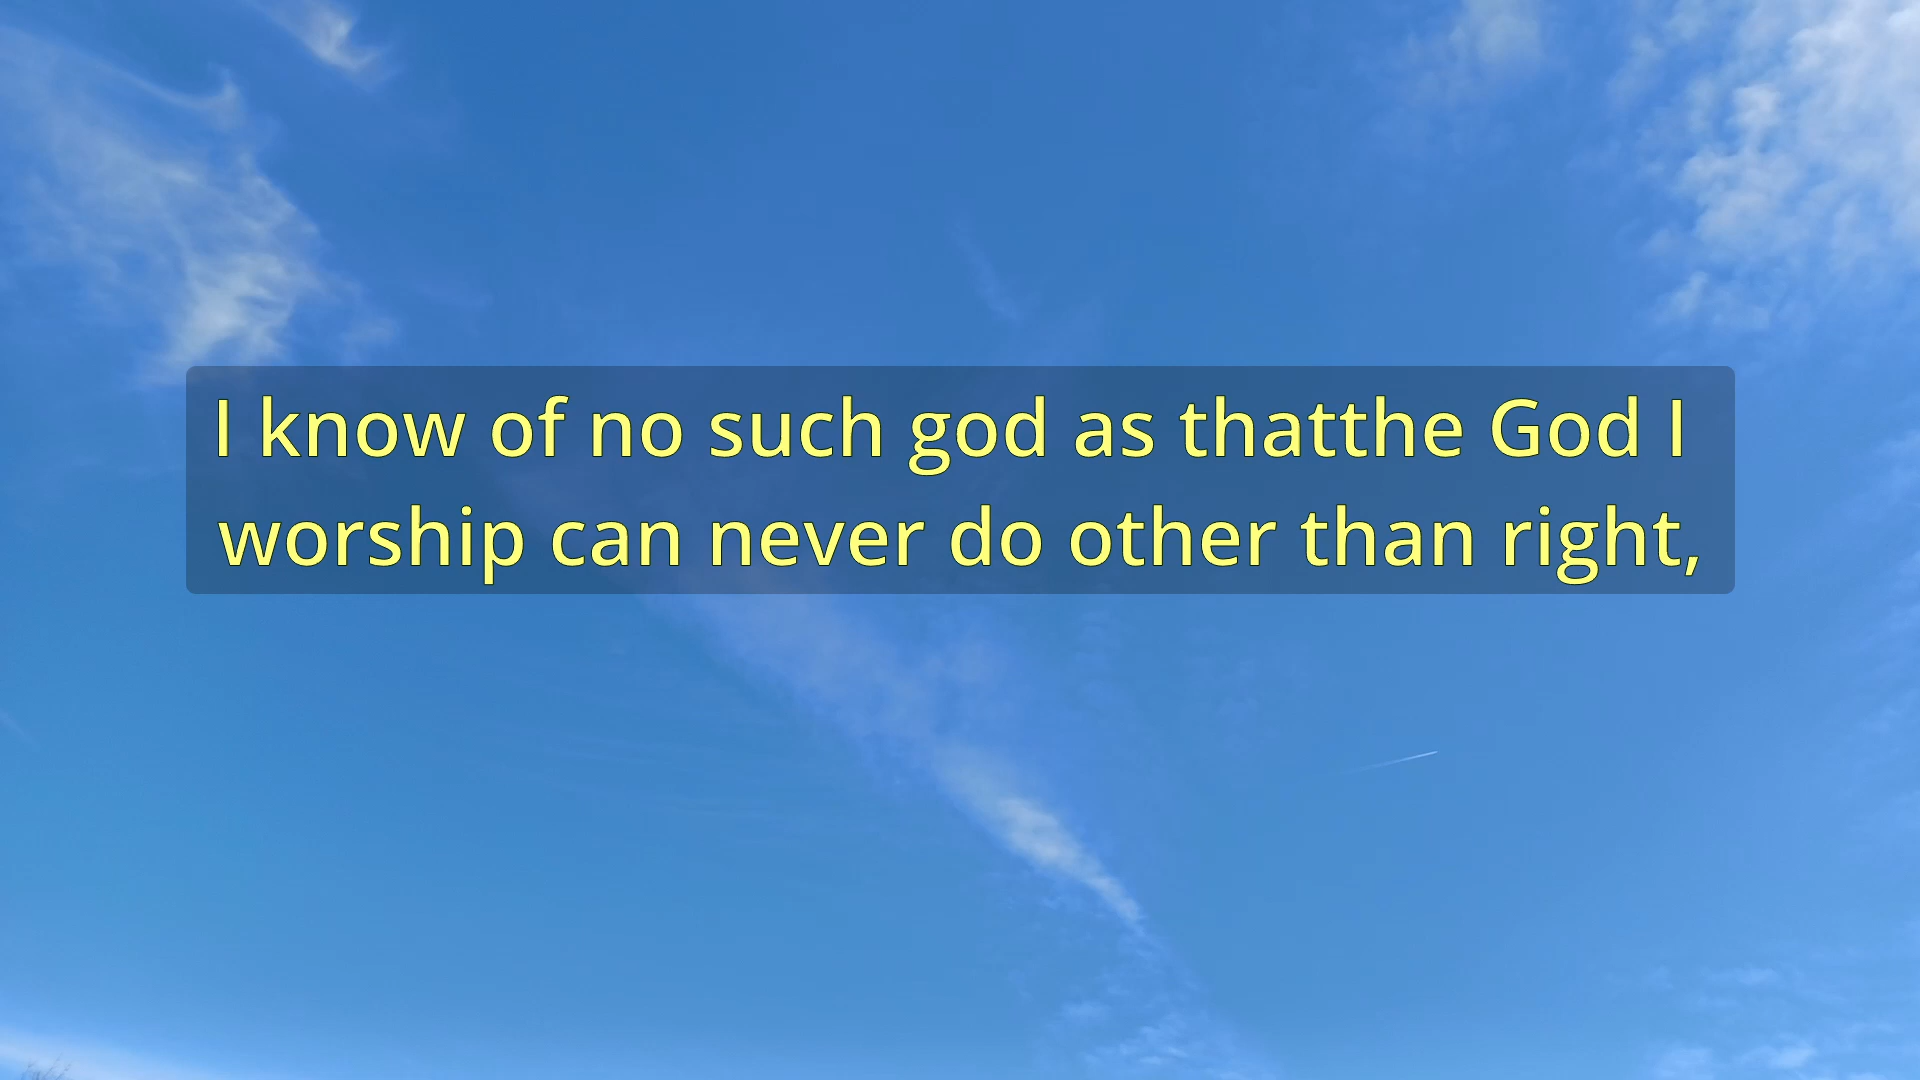 I know of no such god as thatthe God I
worship can never do other than right,